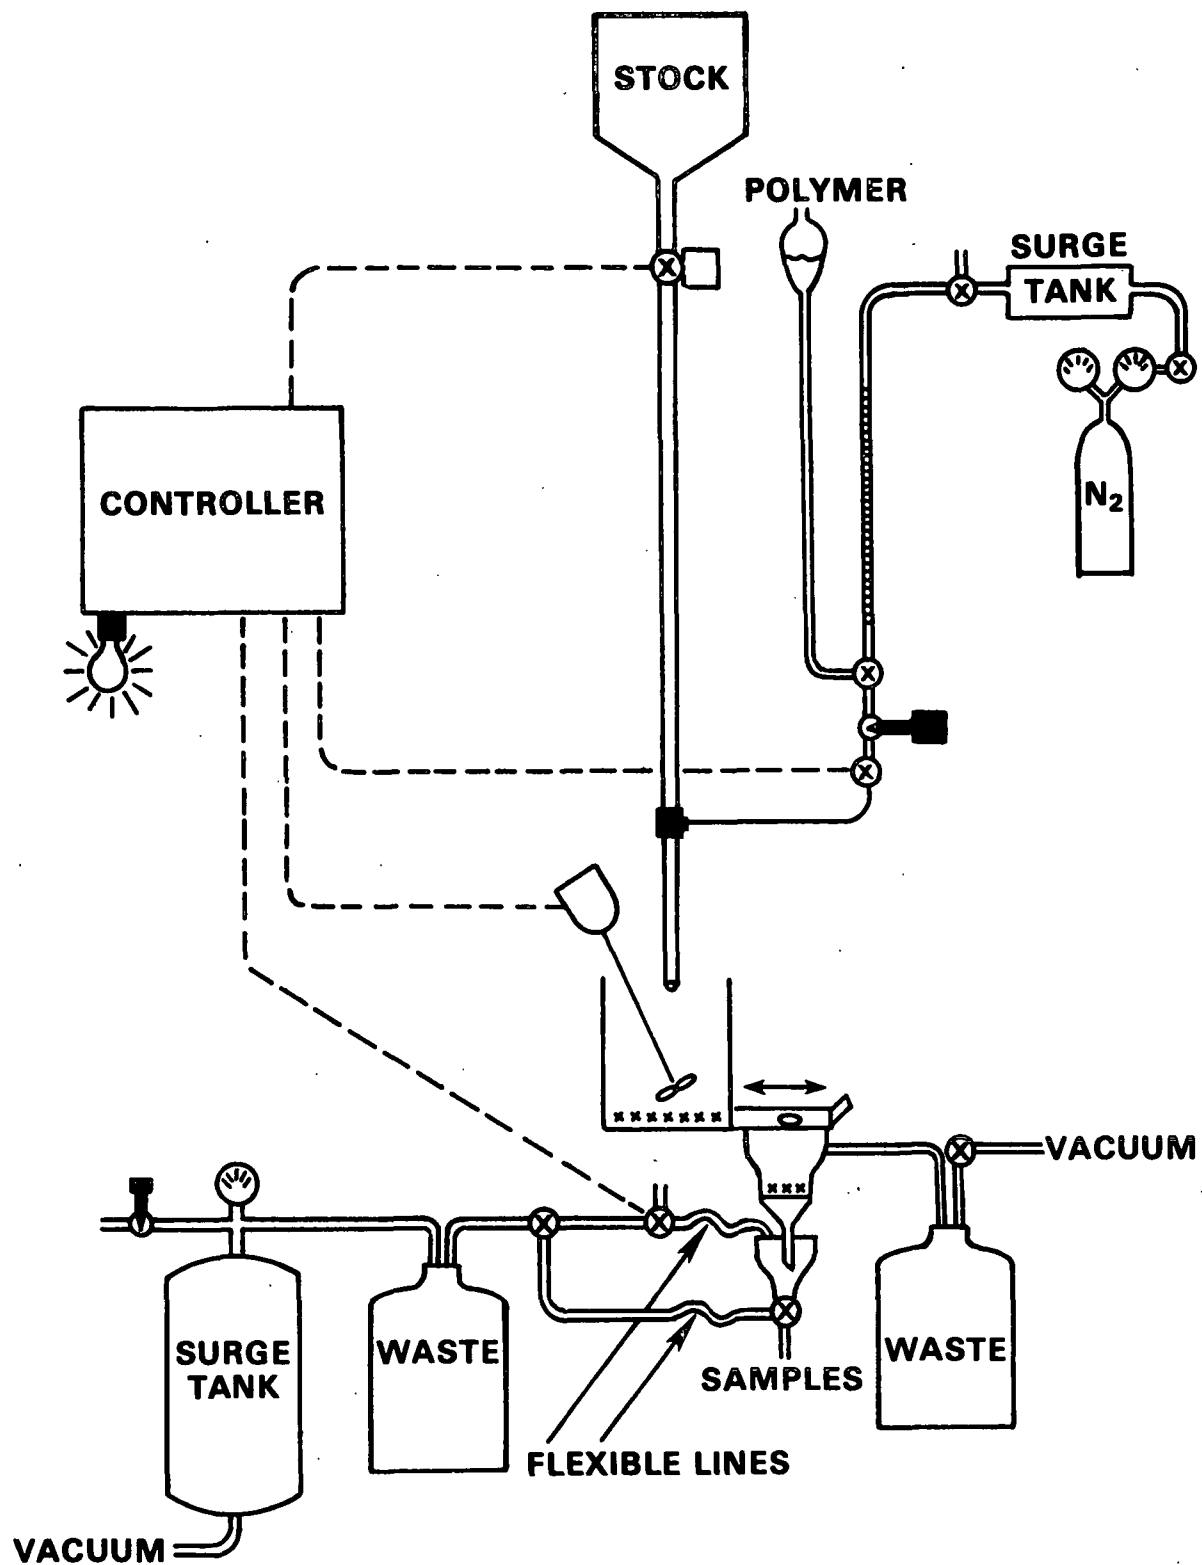 STOCK
POLYMER
SURGE
TANK
N₂
CONTROLLER
VACUUM
SURGE
TANK
WASTE
SAMPLES
WASTE
FLEXIBLE LINES
VACUUM